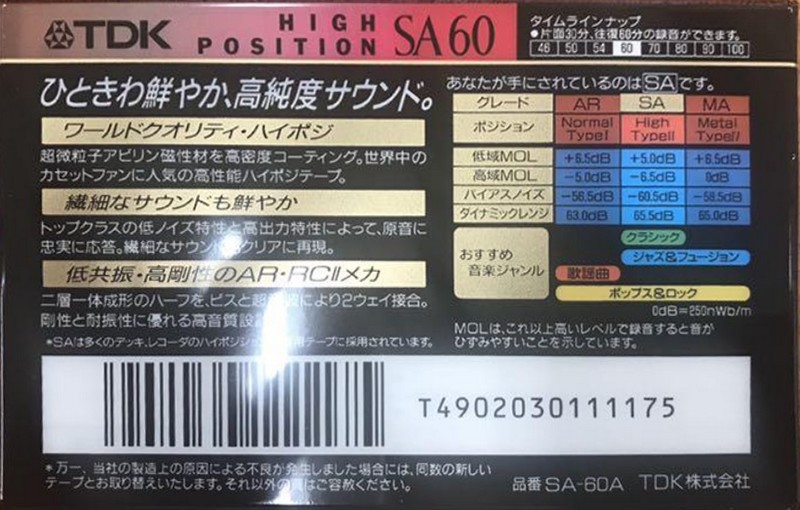 TDK HIGH POSITION SA60
タイムラインナップ
●片面30分、往復60分の録音ができます。
46 50 54 60 70 80 90 100
ひときわ鮮やか、高純度サウンド。
ワールドクオリティ・ハイポジ
超微粒子アビリン磁性材を高密度コーティング。世界中の
カセットファンに人気の高性能ハイポジテープ。
繊細なサウンドも鮮やか
トップクラスの低ノイズ特性と高出力特性によって、原音に
忠実に応答。繊細なサウンド クリアに再現。
低共振・高剛性のAR・RCⅡメカ
二層一体成形のハーフを、ビスと超 波により2ウェイ接合。
剛性と耐振性に優れる高音質設
*SAは多くのデッキ、レコーダのハイポジション 用テープに採用されています。
あなたが手にされているのはSAです。
グレード AR SA MA
ポジション Normal TypeI High TypeII Metal TypeIV
低域MOL +6.5dB +5.0dB +6.5dB
高域MOL -5.0dB -6.5dB 0dB
バイアスノイズ -56.5dB -60.5dB -58.5dB
ダイナミックレンジ 63.0dB 65.5dB 65.0dB
おすすめ
音楽ジャンル
クラシック
ジャズ&フュージョン
歌謡曲
ポップス&ロック
0dB=250nWb/m
MOLは、これ以上高いレベルで録音すると音が
ひずみやすいことを示しています。
T4902030111175
*万一、当社の製造上の原因による不良が発生しました場合には、同数の新しい
テープとお取り替えいたします。それ以外の はご容赦ください。
品番 SA-60A TDK株式会社